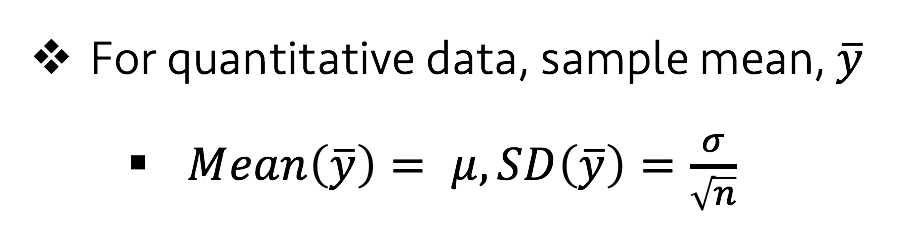 ❖ For quantitative data, sample mean, ȳ
▪ Mean(ȳ) = μ, SD(ȳ) = σ/√n